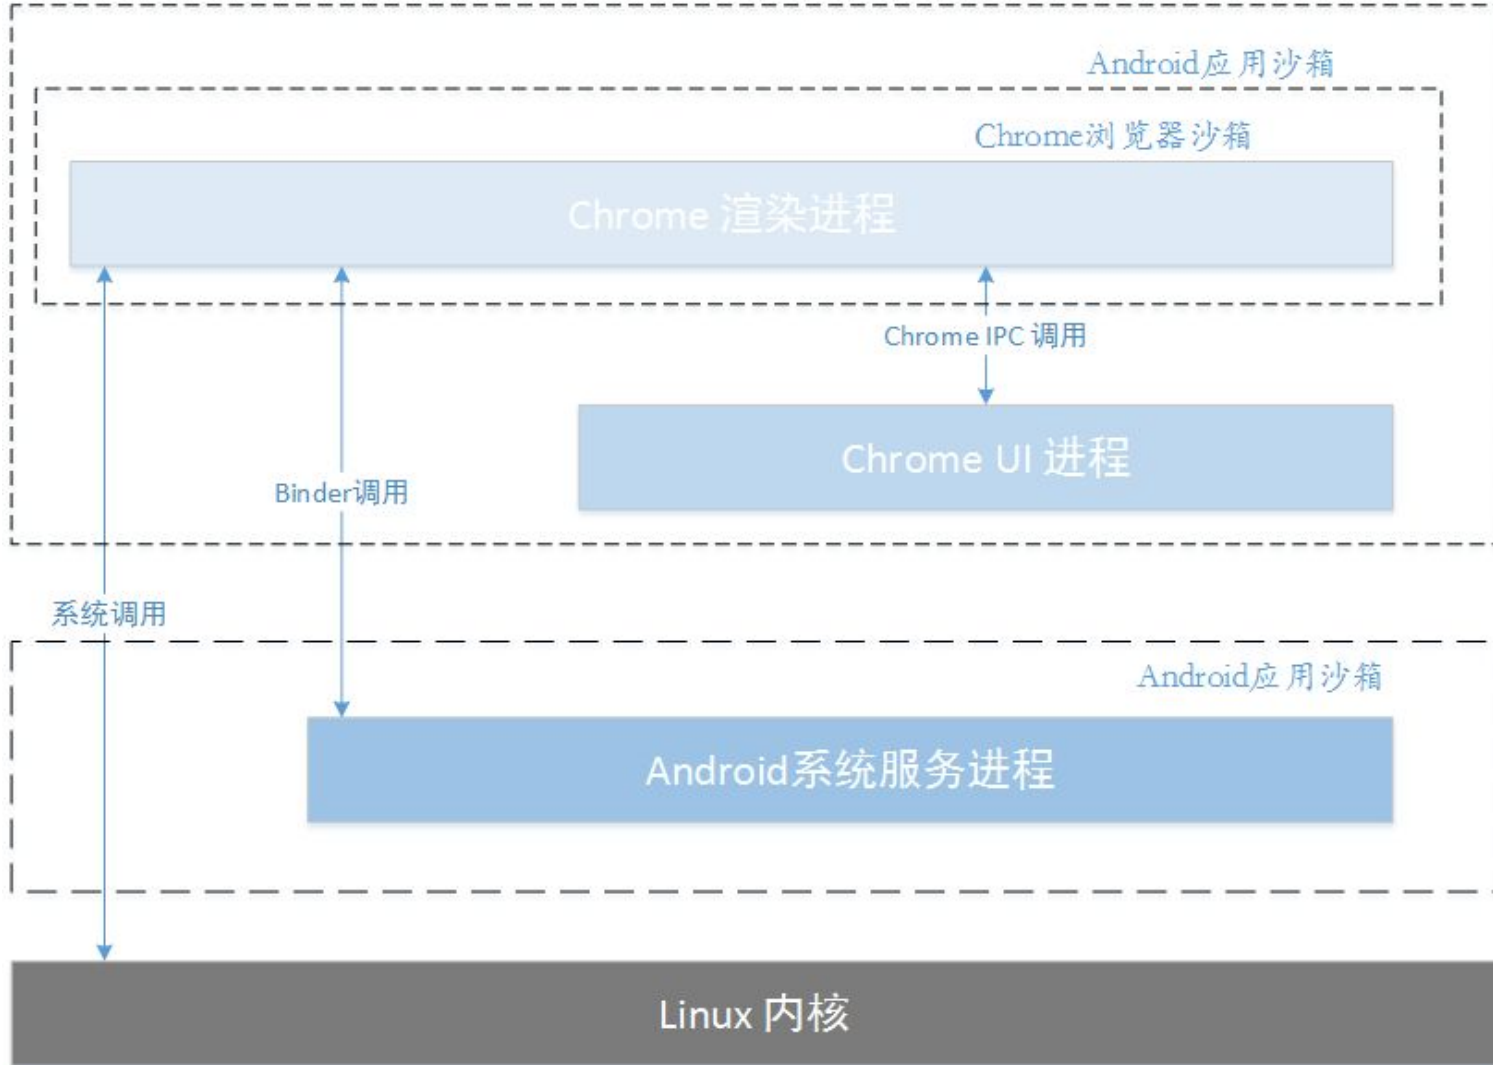 Android应用沙箱
Chrome浏览器沙箱
Chrome 渲染进程
Chrome IPC 调用
Chrome UI 进程
Binder调用
系统调用
Android应用沙箱
Android系统服务进程
Linux 内核